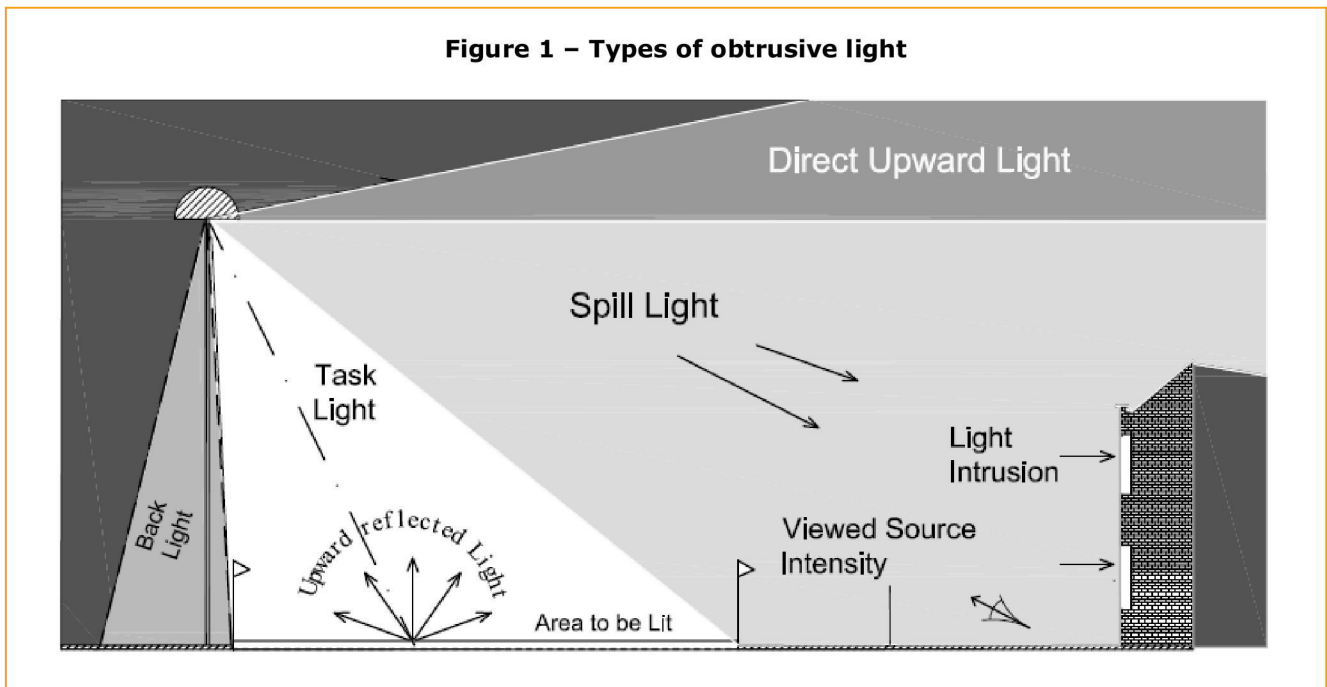 Figure 1 – Types of obtrusive light
Direct Upward Light
Spill Light
Task
Light
Light
Intrusion
Back
Light
Upward reflected Light
Viewed Source
Intensity
Area to be Lit